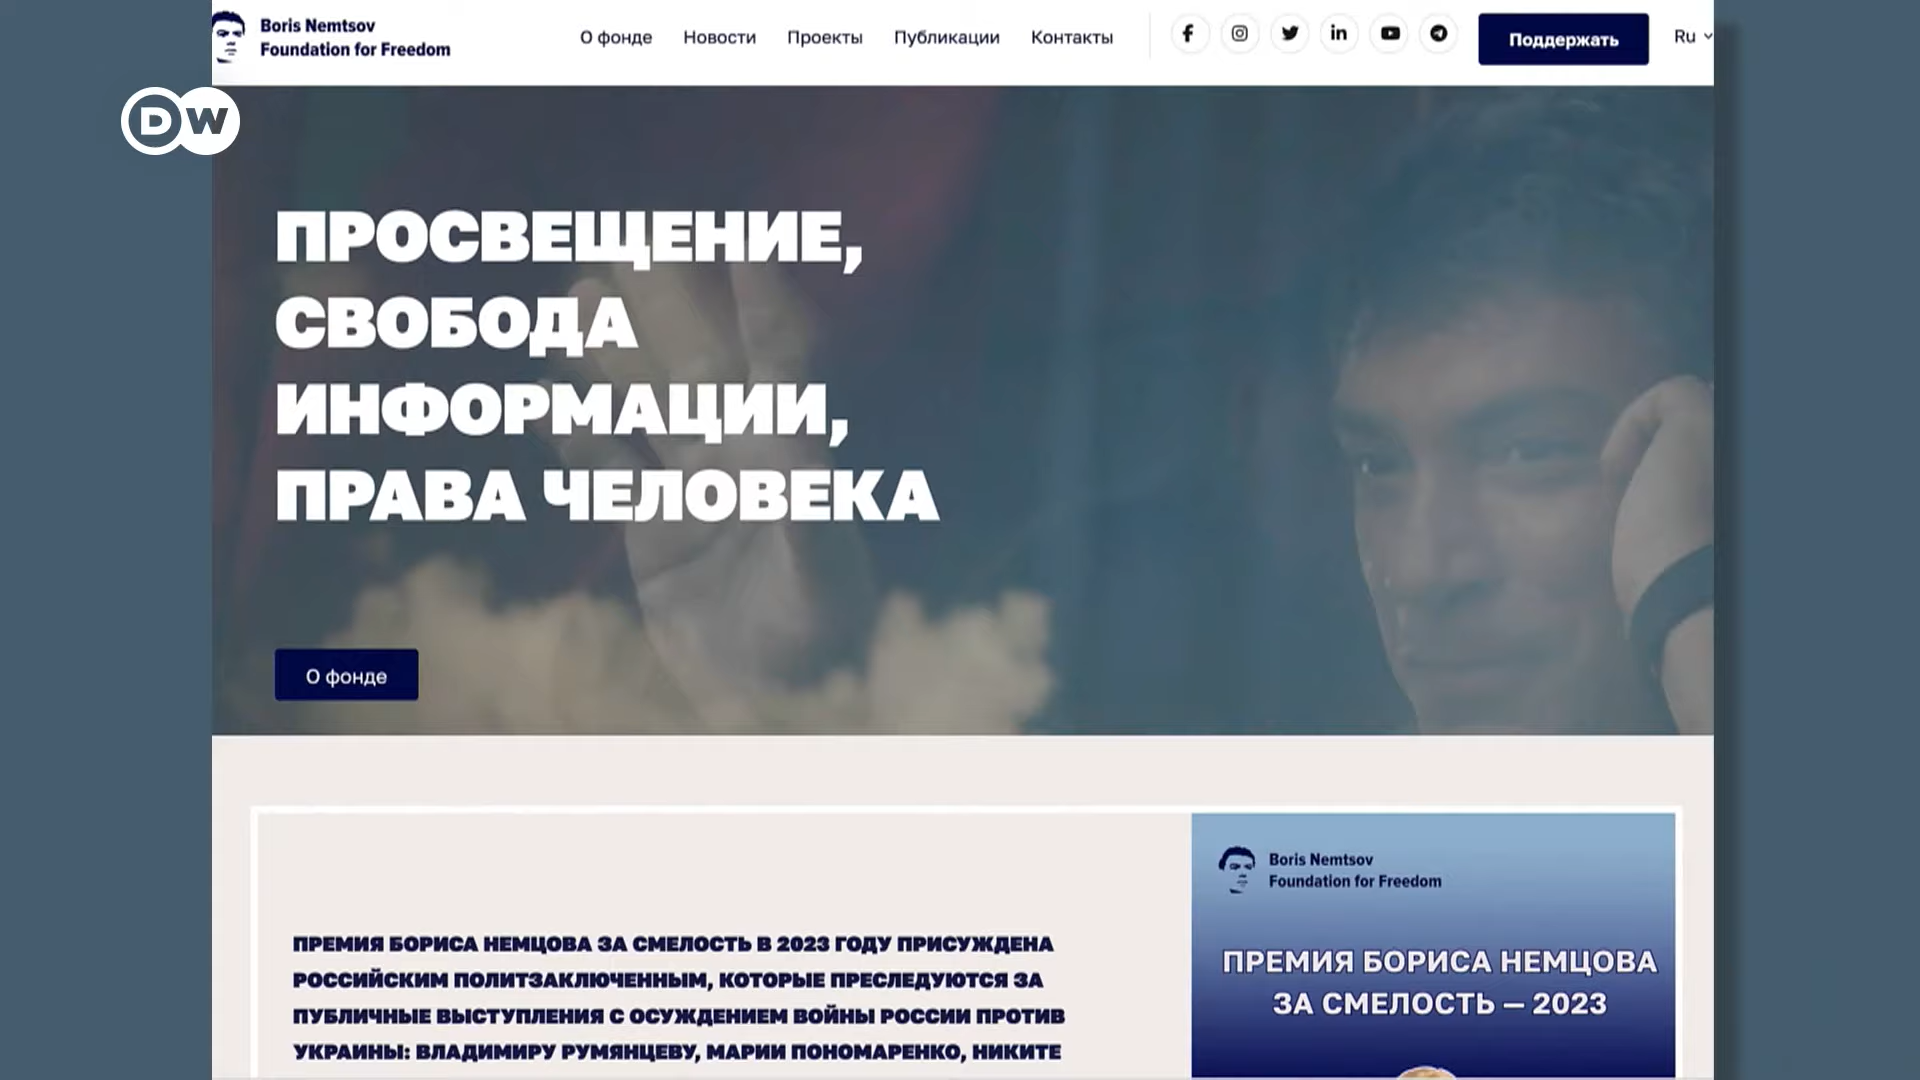 Boris Nemtsov
Foundation for Freedom
О фонде Новости Проекты Публикации Контакты
Поддержать
Ru
DW
ПРОСВЕЩЕНИЕ,
СВОБОДА
ИНФОРМАЦИИ,
ПРАВА ЧЕЛОВЕКА
О фонде
ПРЕМИЯ БОРИСА НЕМЦОВА ЗА СМЕЛОСТЬ В 2023 ГОДУ ПРИСУЖДЕНА
РОССИЙСКИМ ПОЛИТЗАКЛЮЧЕННЫМ, КОТОРЫЕ ПРЕСЛЕДУЮТСЯ ЗА
ПУБЛИЧНЫЕ ВЫСТУПЛЕНИЯ С ОСУЖДЕНИЕМ ВОЙНЫ РОССИИ ПРОТИВ
УКРАИНЫ: ВЛАДИМИРУ РУМЯНЦЕВУ, МАРИИ ПОНОМАРЕНКО, НИКИТЕ
Boris Nemtsov
Foundation for Freedom
ПРЕМИЯ БОРИСА НЕМЦОВА
ЗА СМЕЛОСТЬ — 2023